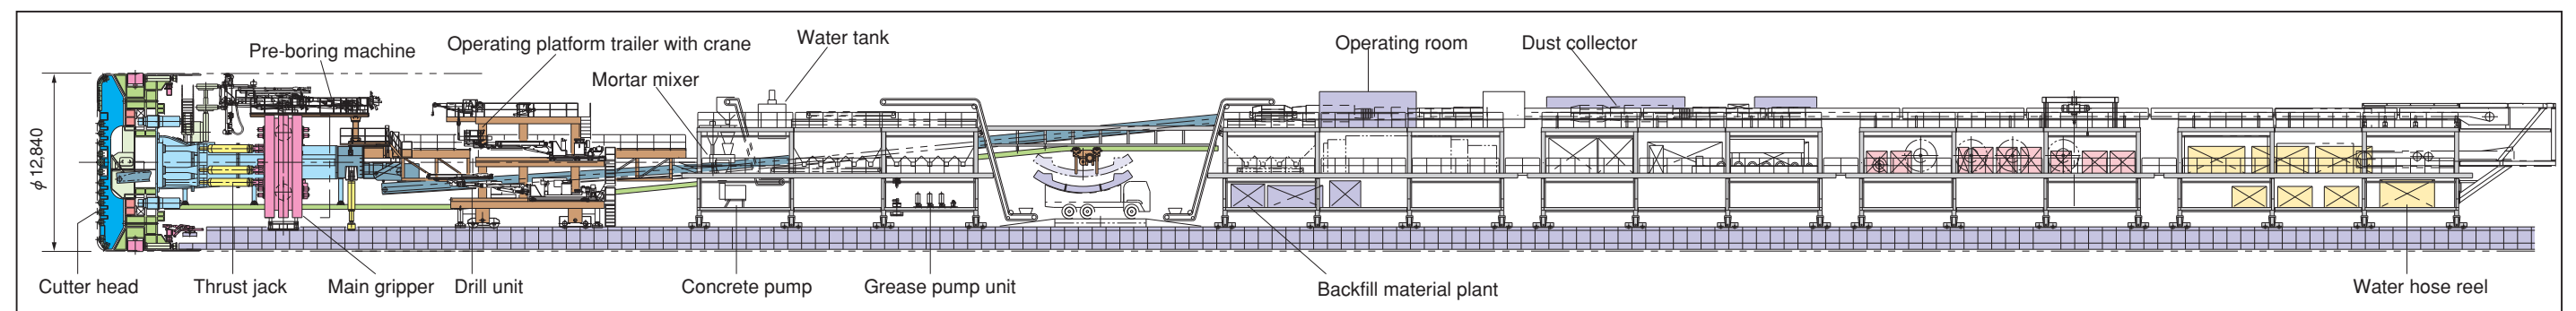 Pre-boring machine
Operating platform trailer with crane
Mortar mixer
Water tank
Operating room
Dust collector
ϕ 12,840
Cutter head
Thrust jack
Main gripper
Drill unit
Concrete pump
Grease pump unit
Backfill material plant
Water hose reel